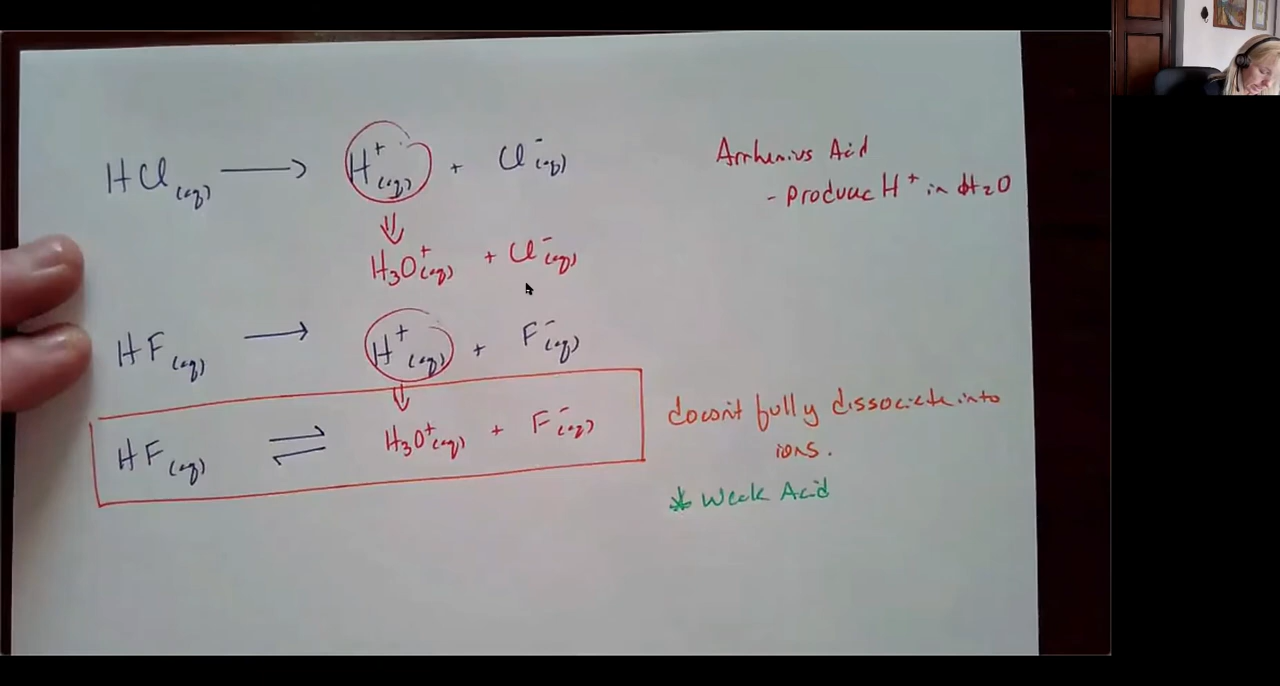 HCl(aq) ⟶ H⁺(aq) + Cl⁻(aq)
⇓
H₃O⁺(aq) + Cl⁻(aq)
HF(aq) ⟶ H⁺(aq) + F⁻(aq)
⇓
HF(aq) ⇌ H₃O⁺(aq) + F⁻(aq)
Arrhenius Acid
- produce H⁺ in H₂O
doesn't fully dissociate into
ions.
* Weak Acid